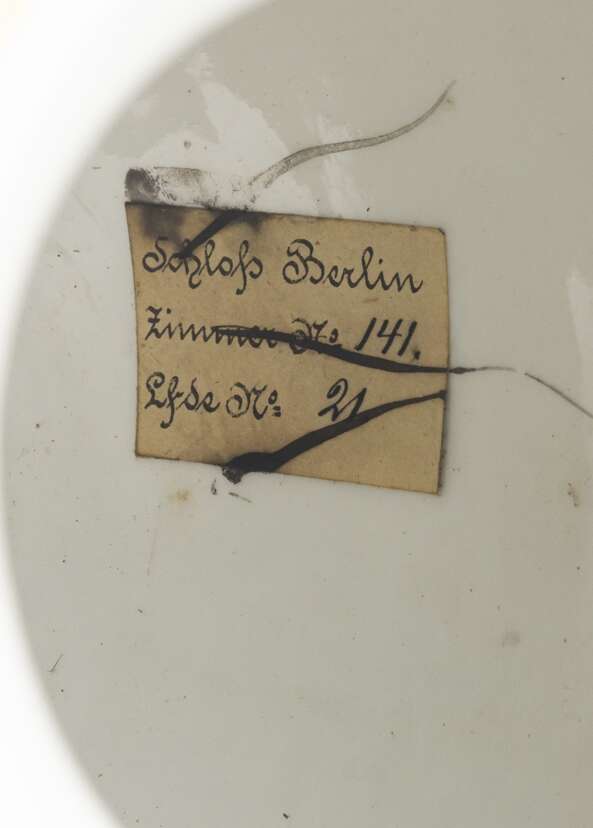 Schloß Berlin
Zimmer No 141.
Lfde No: 21